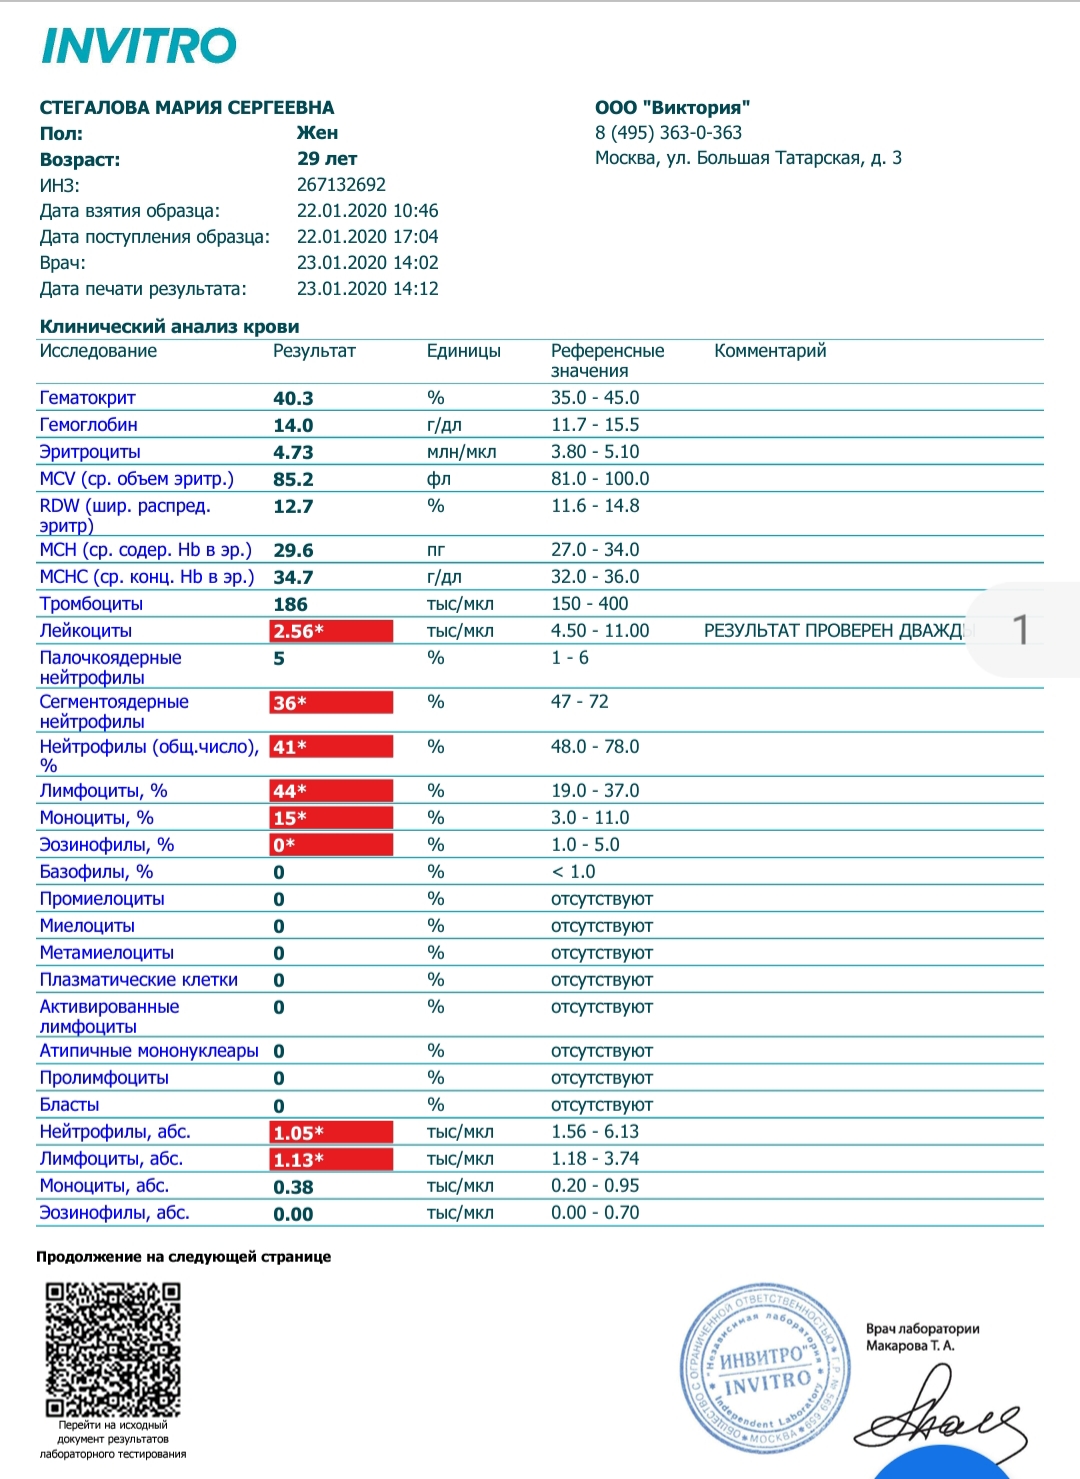 INVITRO
СТЕГАЛОВА МАРИЯ СЕРГЕЕВНА
Пол: Жен
Возраст: 29 лет
ИНЗ: 267132692
Дата взятия образца: 22.01.2020 10:46
Дата поступления образца: 22.01.2020 17:04
Врач: 23.01.2020 14:02
Дата печати результата: 23.01.2020 14:12
ООО "Виктория"
8 (495) 363-0-363
Москва, ул. Большая Татарская, д. 3
Клинический анализ крови
Исследование Результат Единицы Референсные значения Комментарий
Гематокрит 40.3 % 35.0 - 45.0
Гемоглобин 14.0 г/дл 11.7 - 15.5
Эритроциты 4.73 млн/мкл 3.80 - 5.10
MCV (ср. объем эритр.) 85.2 фл 81.0 - 100.0
RDW (шир. распред. 12.7 % 11.6 - 14.8
эритр)
MCH (ср. содер. Hb в эр.) 29.6 пг 27.0 - 34.0
MCHC (ср. конц. Hb в эр.) 34.7 г/дл 32.0 - 36.0
Тромбоциты 186 тыс/мкл 150 - 400
Лейкоциты 2.56* тыс/мкл 4.50 - 11.00 РЕЗУЛЬТАТ ПРОВЕРЕН ДВАЖДЫ 1
Палочкоядерные 5 % 1 - 6
нейтрофилы
Сегментоядерные 36* % 47 - 72
нейтрофилы
Нейтрофилы (общ.число), 41* % 48.0 - 78.0
%
Лимфоциты, % 44* % 19.0 - 37.0
Моноциты, % 15* % 3.0 - 11.0
Эозинофилы, % 0* % 1.0 - 5.0
Базофилы, % 0 % < 1.0
Промиелоциты 0 % отсутствуют
Миелоциты 0 % отсутствуют
Метамиелоциты 0 % отсутствуют
Плазматические клетки 0 % отсутствуют
Активированные 0 % отсутствуют
лимфоциты
Атипичные мононуклеары 0 % отсутствуют
Пролимфоциты 0 % отсутствуют
Бласты 0 % отсутствуют
Нейтрофилы, абс. 1.05* тыс/мкл 1.56 - 6.13
Лимфоциты, абс. 1.13* тыс/мкл 1.18 - 3.74
Моноциты, абс. 0.38 тыс/мкл 0.20 - 0.95
Эозинофилы, абс. 0.00 тыс/мкл 0.00 - 0.70
Продолжение на следующей странице
Перейти на исходный
документ результатов
лабораторного тестирования
ОБЩЕСТВО С ОГРАНИЧЕННОЙ ОТВЕТСТВЕННОСТЬЮ
МОСКВА
"Независимая лаборатория
ИНВИТРО"
INVITRO
Independent Laboratory
Врач лаборатории
Макарова Т. А.